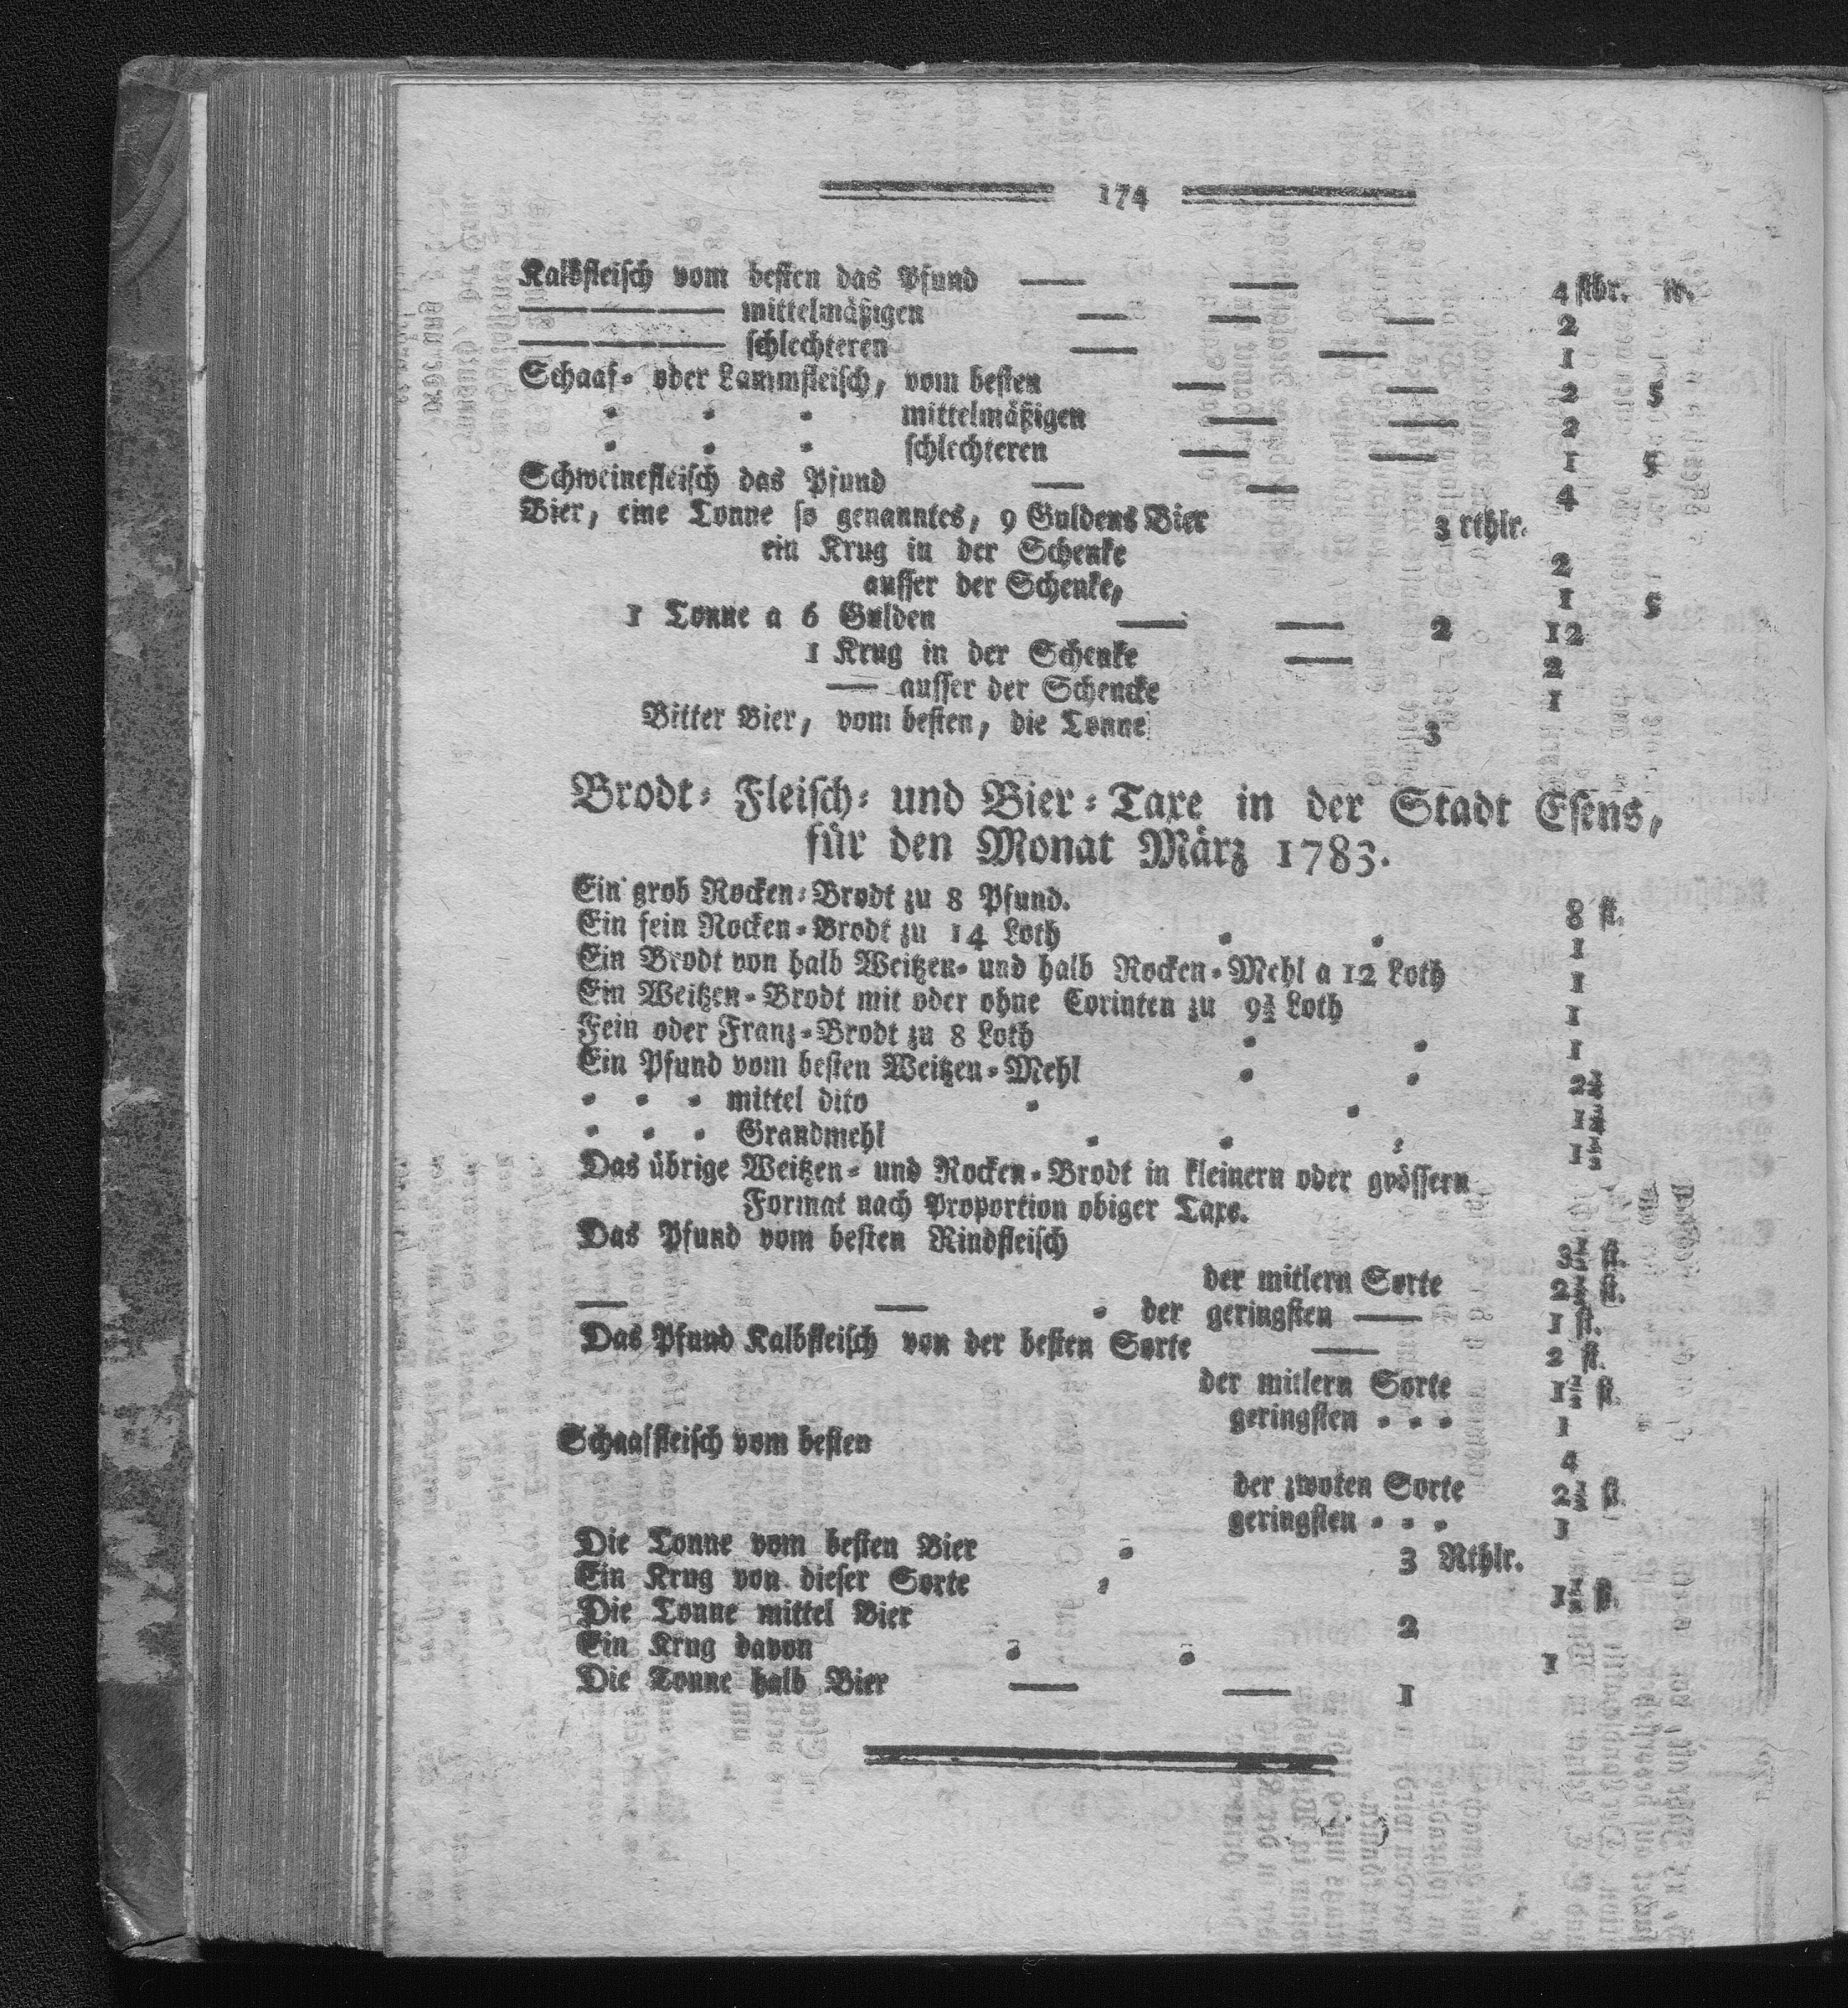 174
Kalbfleisch vom besten das Pfund — — 4 stbr. w.
— — — mittelmäßigen — — — 2
— — — schlechteren — — 1
Schaaf- oder Lammfleisch, vom besten — — 2 5
- - - mittelmäßigen — — 2
- - - schlechteren — — 1 5
Schweinefleisch das Pfund — — 4
Bier, eine Tonne so genanntes, 9 Guldens Bier 3 rthlr.
ein Krug in der Schenke 2
ausser der Schenke, 1 5
1 Tonne a 6 Gulden — — 2 12
1 Krug in der Schenke — 2
— ausser der Schencke 1
Bitter Bier, vom besten, die Tonne 3
Brodt- Fleisch- und Bier-Taxe in der Stadt Esens,
für den Monat März 1783.
Ein grob Rocken-Brodt zu 8 Pfund. 8 st.
Ein fein Rocken-Brodt zu 14 Loth - - 1
Ein Brodt von halb Weitzen- und halb Rocken-Mehl a 12 Loth 1
Ein Weitzen-Brodt mit oder ohne Corinten zu 9½ Loth 1
Fein oder Franz-Brodt zu 8 Loth - - 1
Ein Pfund vom besten Weitzen-Mehl - - 2
- - - mittel dito - - 1
- - - Grandmehl - - - 1½
Das übrige Weitzen- und Rocken-Brodt in kleinern oder grössern
Format nach Proportion obiger Taxe.
Das Pfund vom besten Rindfleisch 3½ st.
der mitlern Sorte 2½ st.
— — - der geringsten — 1 st.
Das Pfund Kalbfleisch von der besten Sorte — 2 st.
der mitlern Sorte 1½ st.
geringsten - - - 1
Schaaffleisch vom besten 4
der zwoten Sorte 2½ st.
geringsten - - -
Die Tonne vom besten Bier - 3 Rthlr.
Ein Krug von dieser Sorte - 1½ st.
Die Tonne mittel Bier 2
Ein Krug davon - - 1
Die Tonne halb Bier — — 1